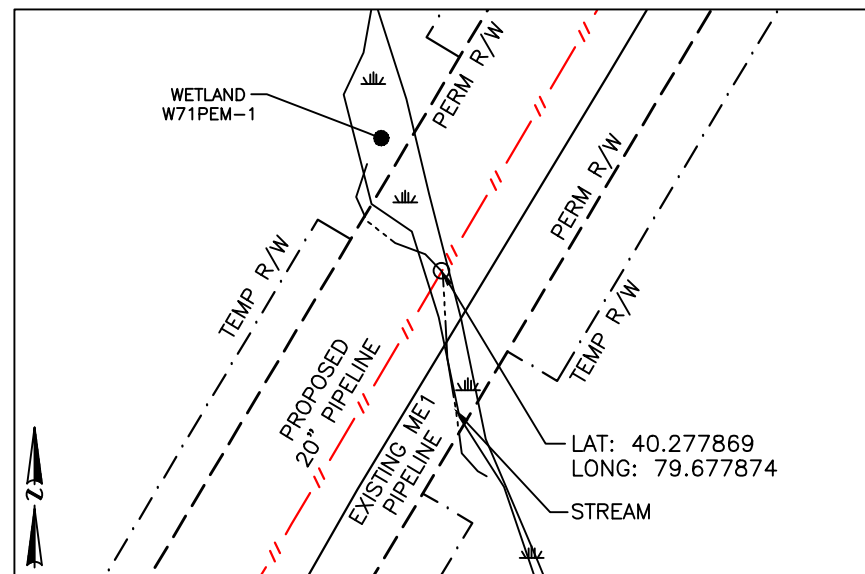 WETLAND
W71PEM-1
PERM R/W
PERM R/W
TEMP R/W
TEMP R/W
PROPOSED
20" PIPELINE
EXISTING ME1
PIPELINE
LAT: 40.277869
LONG: 79.677874
STREAM
N